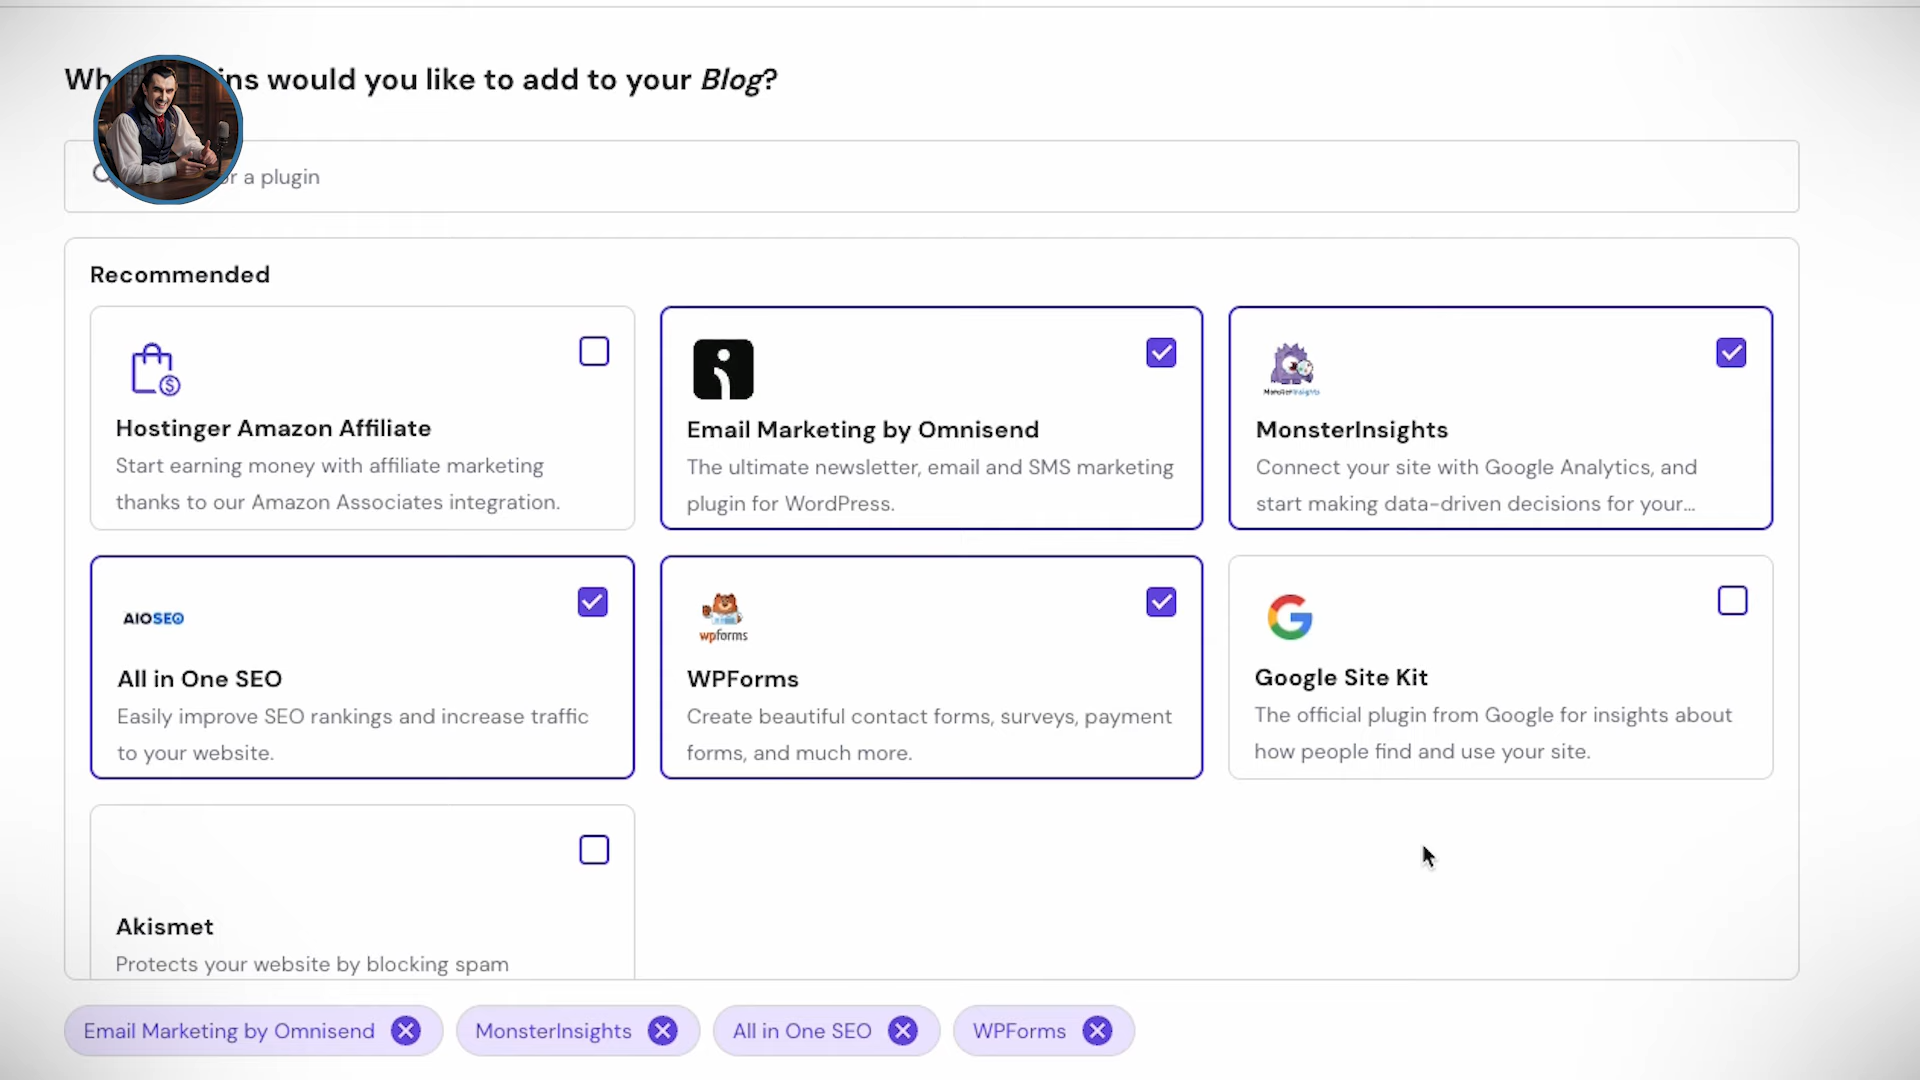 ins would you like to add to your Blog?
r a plugin
Recommended
Hostinger Amazon Affiliate
Start earning money with affiliate marketing
thanks to our Amazon Associates integration.
Email Marketing by Omnisend
The ultimate newsletter, email and SMS marketing
plugin for WordPress.
MonsterInsights
MonsterInsights
Connect your site with Google Analytics, and
start making data-driven decisions for your...
AIOSEO
All in One SEO
Easily improve SEO rankings and increase traffic
to your website.
wpforms
WPForms
Create beautiful contact forms, surveys, payment
forms, and much more.
Google Site Kit
The official plugin from Google for insights about
how people find and use your site.
Akismet
Protects your website by blocking spam
Email Marketing by Omnisend
MonsterInsights
All in One SEO
WPForms